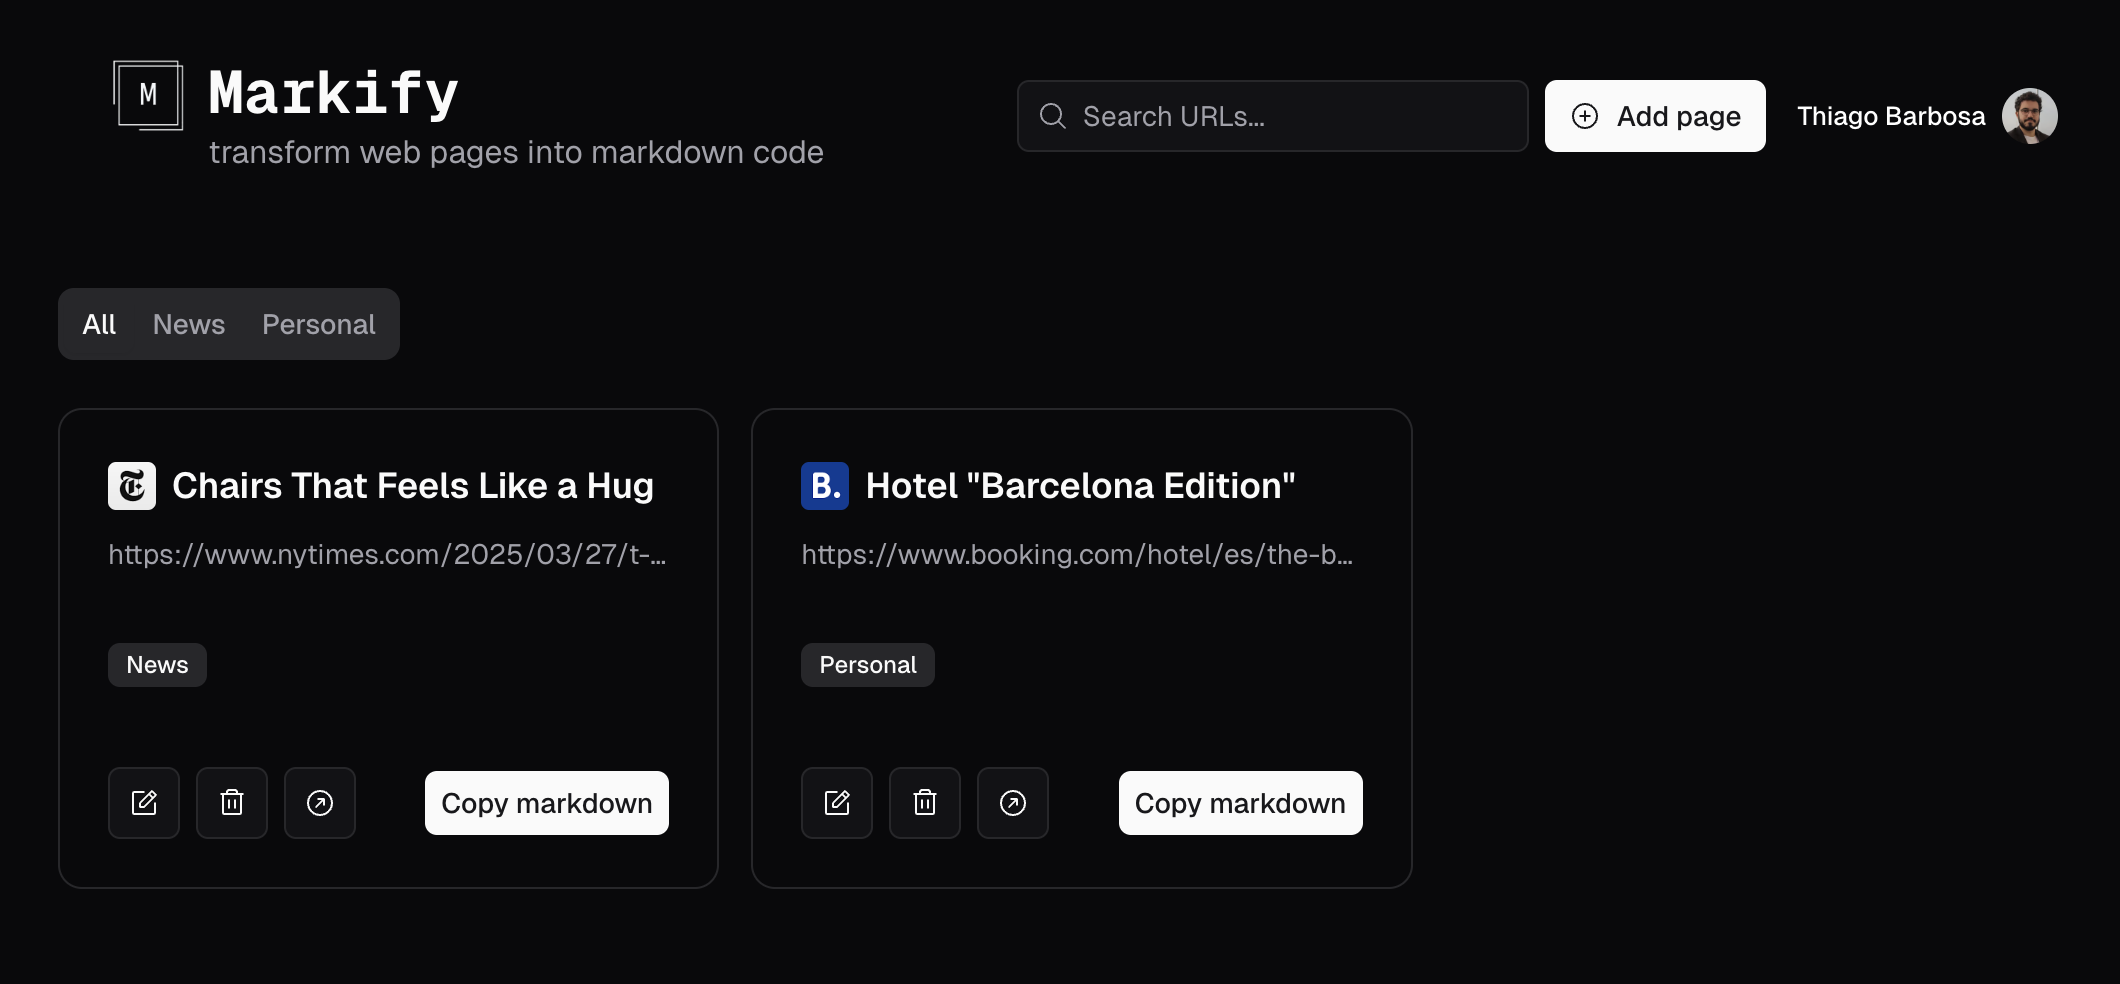 M
Markify
transform web pages into markdown code
Search URLs...
Add page
Thiago Barbosa
All
News
Personal
Chairs That Feels Like a Hug
https://www.nytimes.com/2025/03/27/t-...
News
Copy markdown
B.
Hotel "Barcelona Edition"
https://www.booking.com/hotel/es/the-b...
Personal
Copy markdown